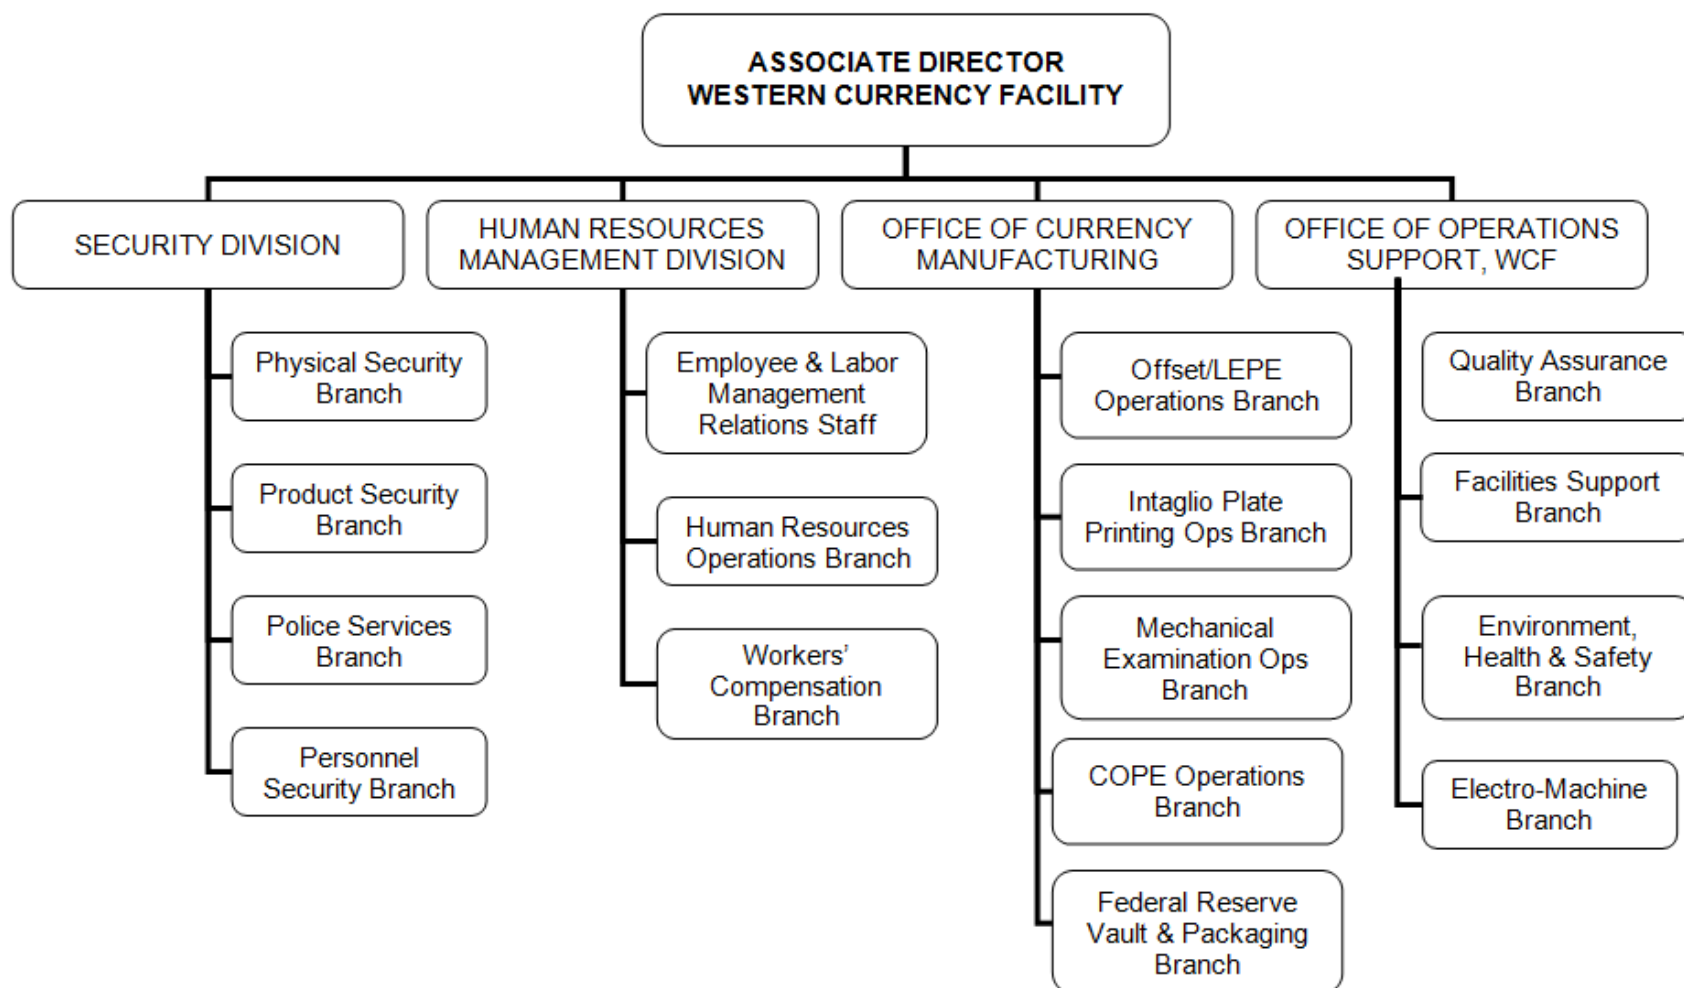 ASSOCIATE DIRECTOR
WESTERN CURRENCY FACILITY
SECURITY DIVISION
HUMAN RESOURCES
MANAGEMENT DIVISION
OFFICE OF CURRENCY
MANUFACTURING
OFFICE OF OPERATIONS
SUPPORT, WCF
Physical Security
Branch
Product Security
Branch
Police Services
Branch
Personnel
Security Branch
Employee & Labor
Management
Relations Staff
Human Resources
Operations Branch
Workers’
Compensation
Branch
Offset/LEPE
Operations Branch
Intaglio Plate
Printing Ops Branch
Mechanical
Examination Ops
Branch
COPE Operations
Branch
Federal Reserve
Vault & Packaging
Branch
Quality Assurance
Branch
Facilities Support
Branch
Environment,
Health & Safety
Branch
Electro-Machine
Branch